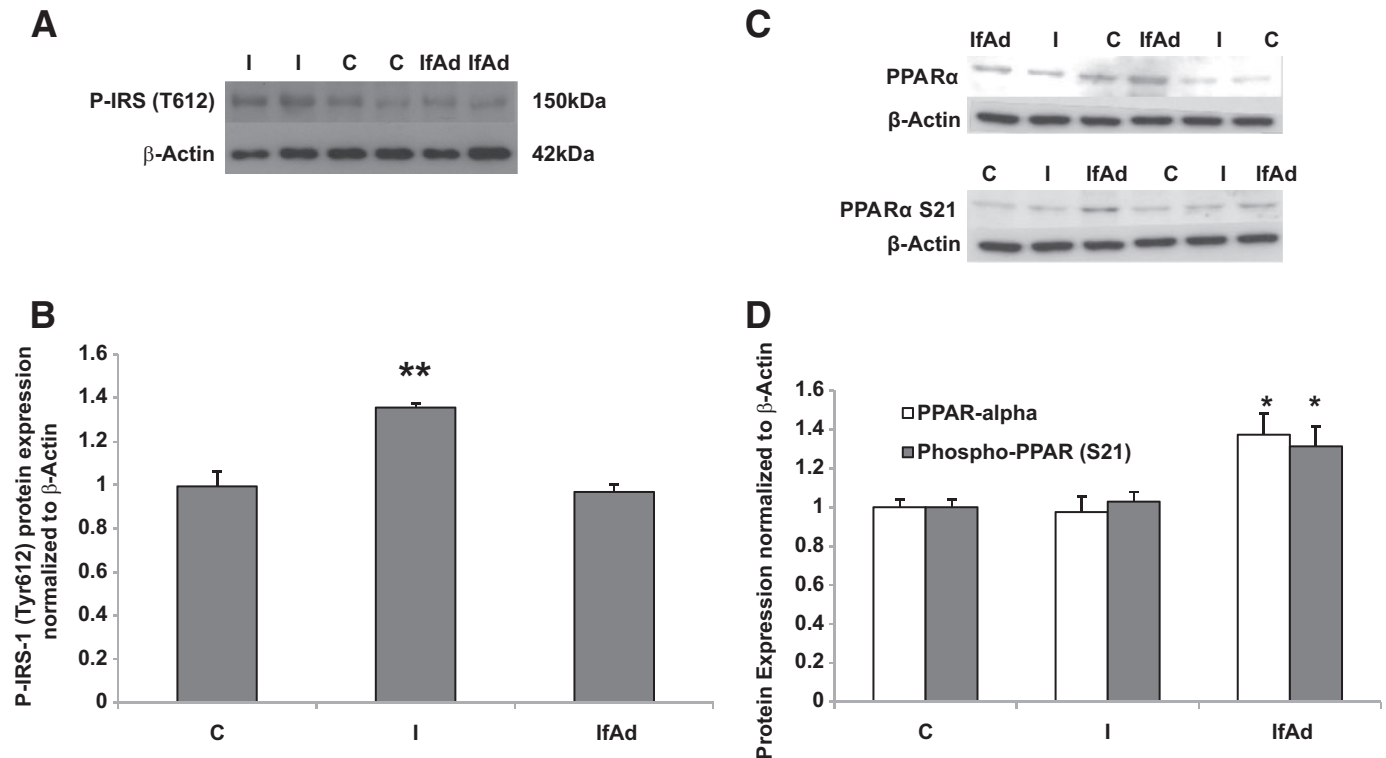 A
I I C C IfAd IfAd
P-IRS (T612) 150kDa
β-Actin 42kDa
B
P-IRS-1 (Tyr612) protein expression
normalized to β-Actin
1.6
1.4
1.2
1
0.8
0.6
0.4
0.2
0
**
C I IfAd
C
IfAd I C IfAd I C
PPARα
β-Actin
C I IfAd C I IfAd
PPARα S21
β-Actin
D
Protein Expression normalized to β-Actin
1.6
1.4
1.2
1
0.8
0.6
0.4
0.2
0
PPAR-alpha
Phospho-PPAR (S21)
* *
C I IfAd